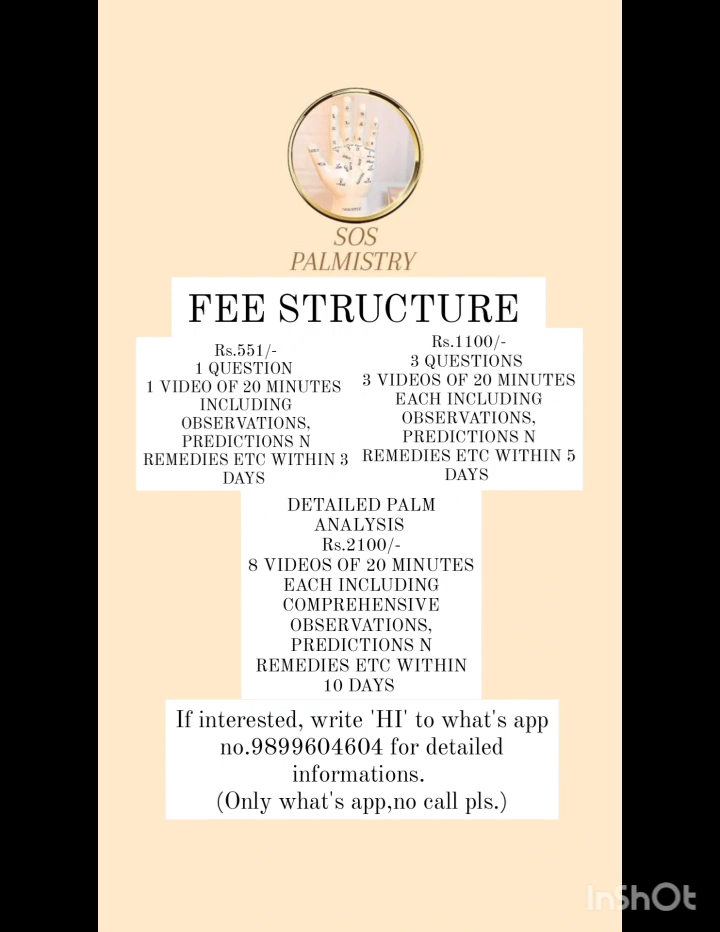 SOS
PALMISTRY
FEE STRUCTURE
Rs.551/-
1 QUESTION
1 VIDEO OF 20 MINUTES
INCLUDING
OBSERVATIONS,
PREDICTIONS N
REMEDIES ETC WITHIN 3
DAYS
Rs.1100/-
3 QUESTIONS
3 VIDEOS OF 20 MINUTES
EACH INCLUDING
OBSERVATIONS,
PREDICTIONS N
REMEDIES ETC WITHIN 5
DAYS
DETAILED PALM
ANALYSIS
Rs.2100/-
8 VIDEOS OF 20 MINUTES
EACH INCLUDING
COMPREHENSIVE
OBSERVATIONS,
PREDICTIONS N
REMEDIES ETC WITHIN
10 DAYS
If interested, write 'HI' to what's app
no.9899604604 for detailed
informations.
(Only what's app,no call pls.)
InShOt